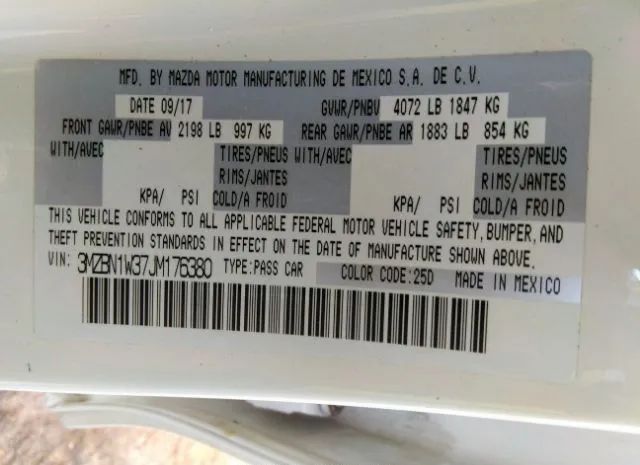 MFD. BY MAZDA MOTOR MANUFACTURING DE MEXICO S.A. DE C.V.
DATE 09/17 GVWR/PNBV 4072 LB 1847 KG
FRONT GAWR/PNBE AV 2198 LB 997 KG REAR GAWR/PNBE AR 1883 LB 854 KG
WITH/AVEC TIRES/PNEUS WITH/AVEC TIRES/PNEUS
RIMS/JANTES RIMS/JANTES
KPA/ PSI COLD/A FROID KPA/ PSI COLD/A FROID
THIS VEHICLE CONFORMS TO ALL APPLICABLE FEDERAL MOTOR VEHICLE SAFETY, BUMPER, AND
THEFT PREVENTION STANDARDS IN EFFECT ON THE DATE OF MANUFACTURE SHOWN ABOVE.
VIN: 3MZBN1W37JM176380 TYPE:PASS CAR COLOR CODE:25D MADE IN MEXICO